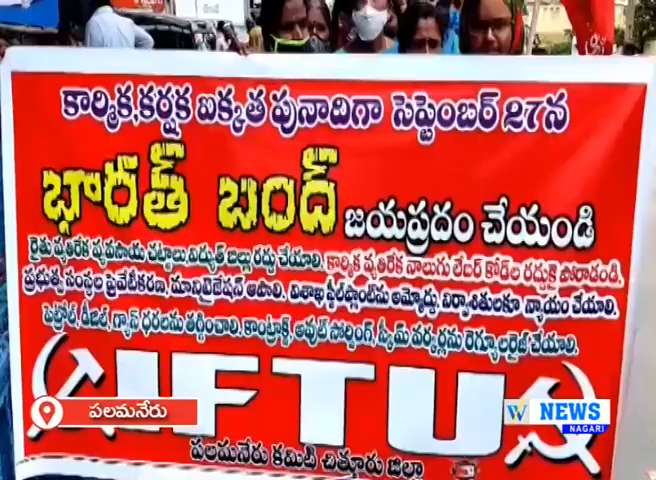 కార్మిక,కర్షక ఐక్యత పునాదిగా సెప్టెంబర్ 27న
భారత్ బంద్ జయప్రదం చేయండి
రైతు వ్యతిరేక వ్యవసాయ చట్టాలు,విద్యుత్ బిల్లు రద్దు చేయాలి. కార్మిక వ్యతిరేక నాలుగు లేబర్ కోడ్‌ల రద్దుకై పోరాడండి.
ప్రభుత్వ సంస్థల ప్రైవేటీకరణ, మానిటైజేషన్ ఆపాలి, విశాఖ స్టీల్‌ప్లాంట్‌ను అమ్మొద్దు, నిర్వాశితులకూ న్యాయం చేయాలి.
పెట్రోల్, డీజల్, గ్యాస్ ధరలను తగ్గించాలి. కాంట్రాక్ట్, అవుట్ సోర్సింగ్, స్కీమ్ వర్కర్లను రెగ్యూలరైజ్ చేయాలి.
IFTU
పలమనేరు
W NEWS
NAGARI
పలమనేరు కమిటి చిత్తూరు జిల్లా